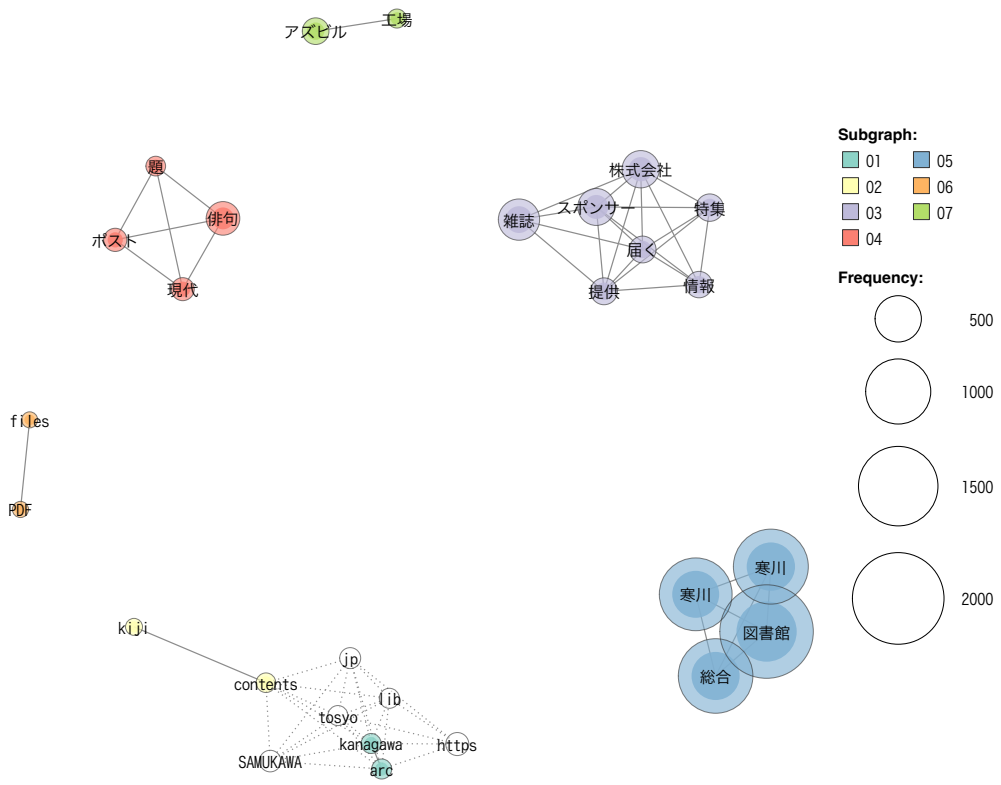 工場
アズビル
Subgraph:
01
05
02
06
03
07
04
題
株式会社
俳句
スポンサー
特集
雑誌
ポスト
届く
現代
提供
情報
Frequency:
500
1000
1500
2000
files
PDF
寒川
寒川
図書館
総合
kiji
jp
contents
lib
tosyo
kanagawa
https
SAMUKAWA
arc